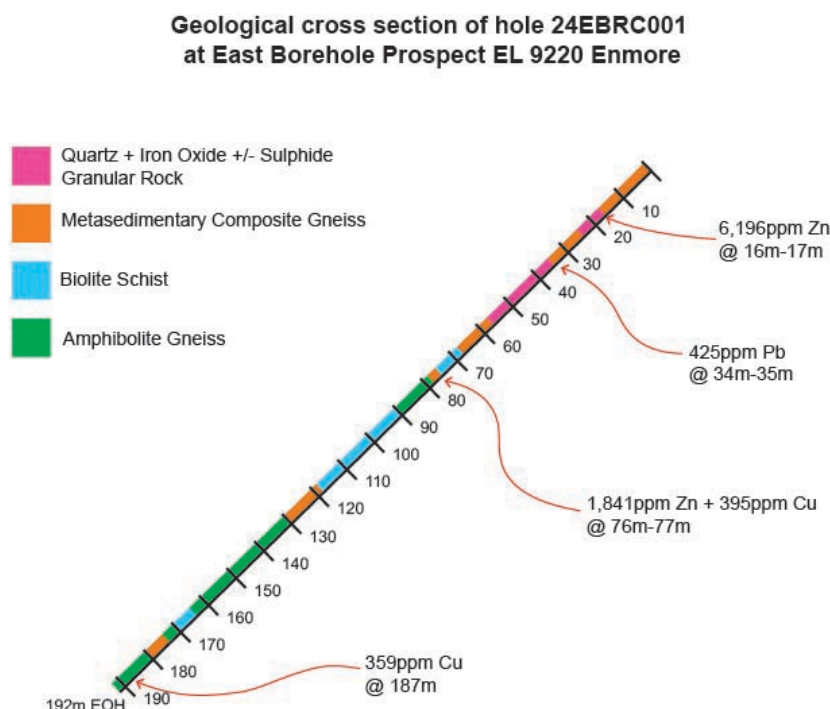 Geological cross section of hole 24EBRC001
at East Borehole Prospect EL 9220 Enmore
Quartz + Iron Oxide +/- Sulphide
Granular Rock
Metasedimentary Composite Gneiss
Biolite Schist
Amphibolite Gneiss
10
20
30
40
50
60
70
80
90
100
110
120
130
140
150
160
170
180
190
6,196ppm Zn
@ 16m-17m
425ppm Pb
@ 34m-35m
1,841ppm Zn + 395ppm Cu
@ 76m-77m
359ppm Cu
@ 187m
192m EOH